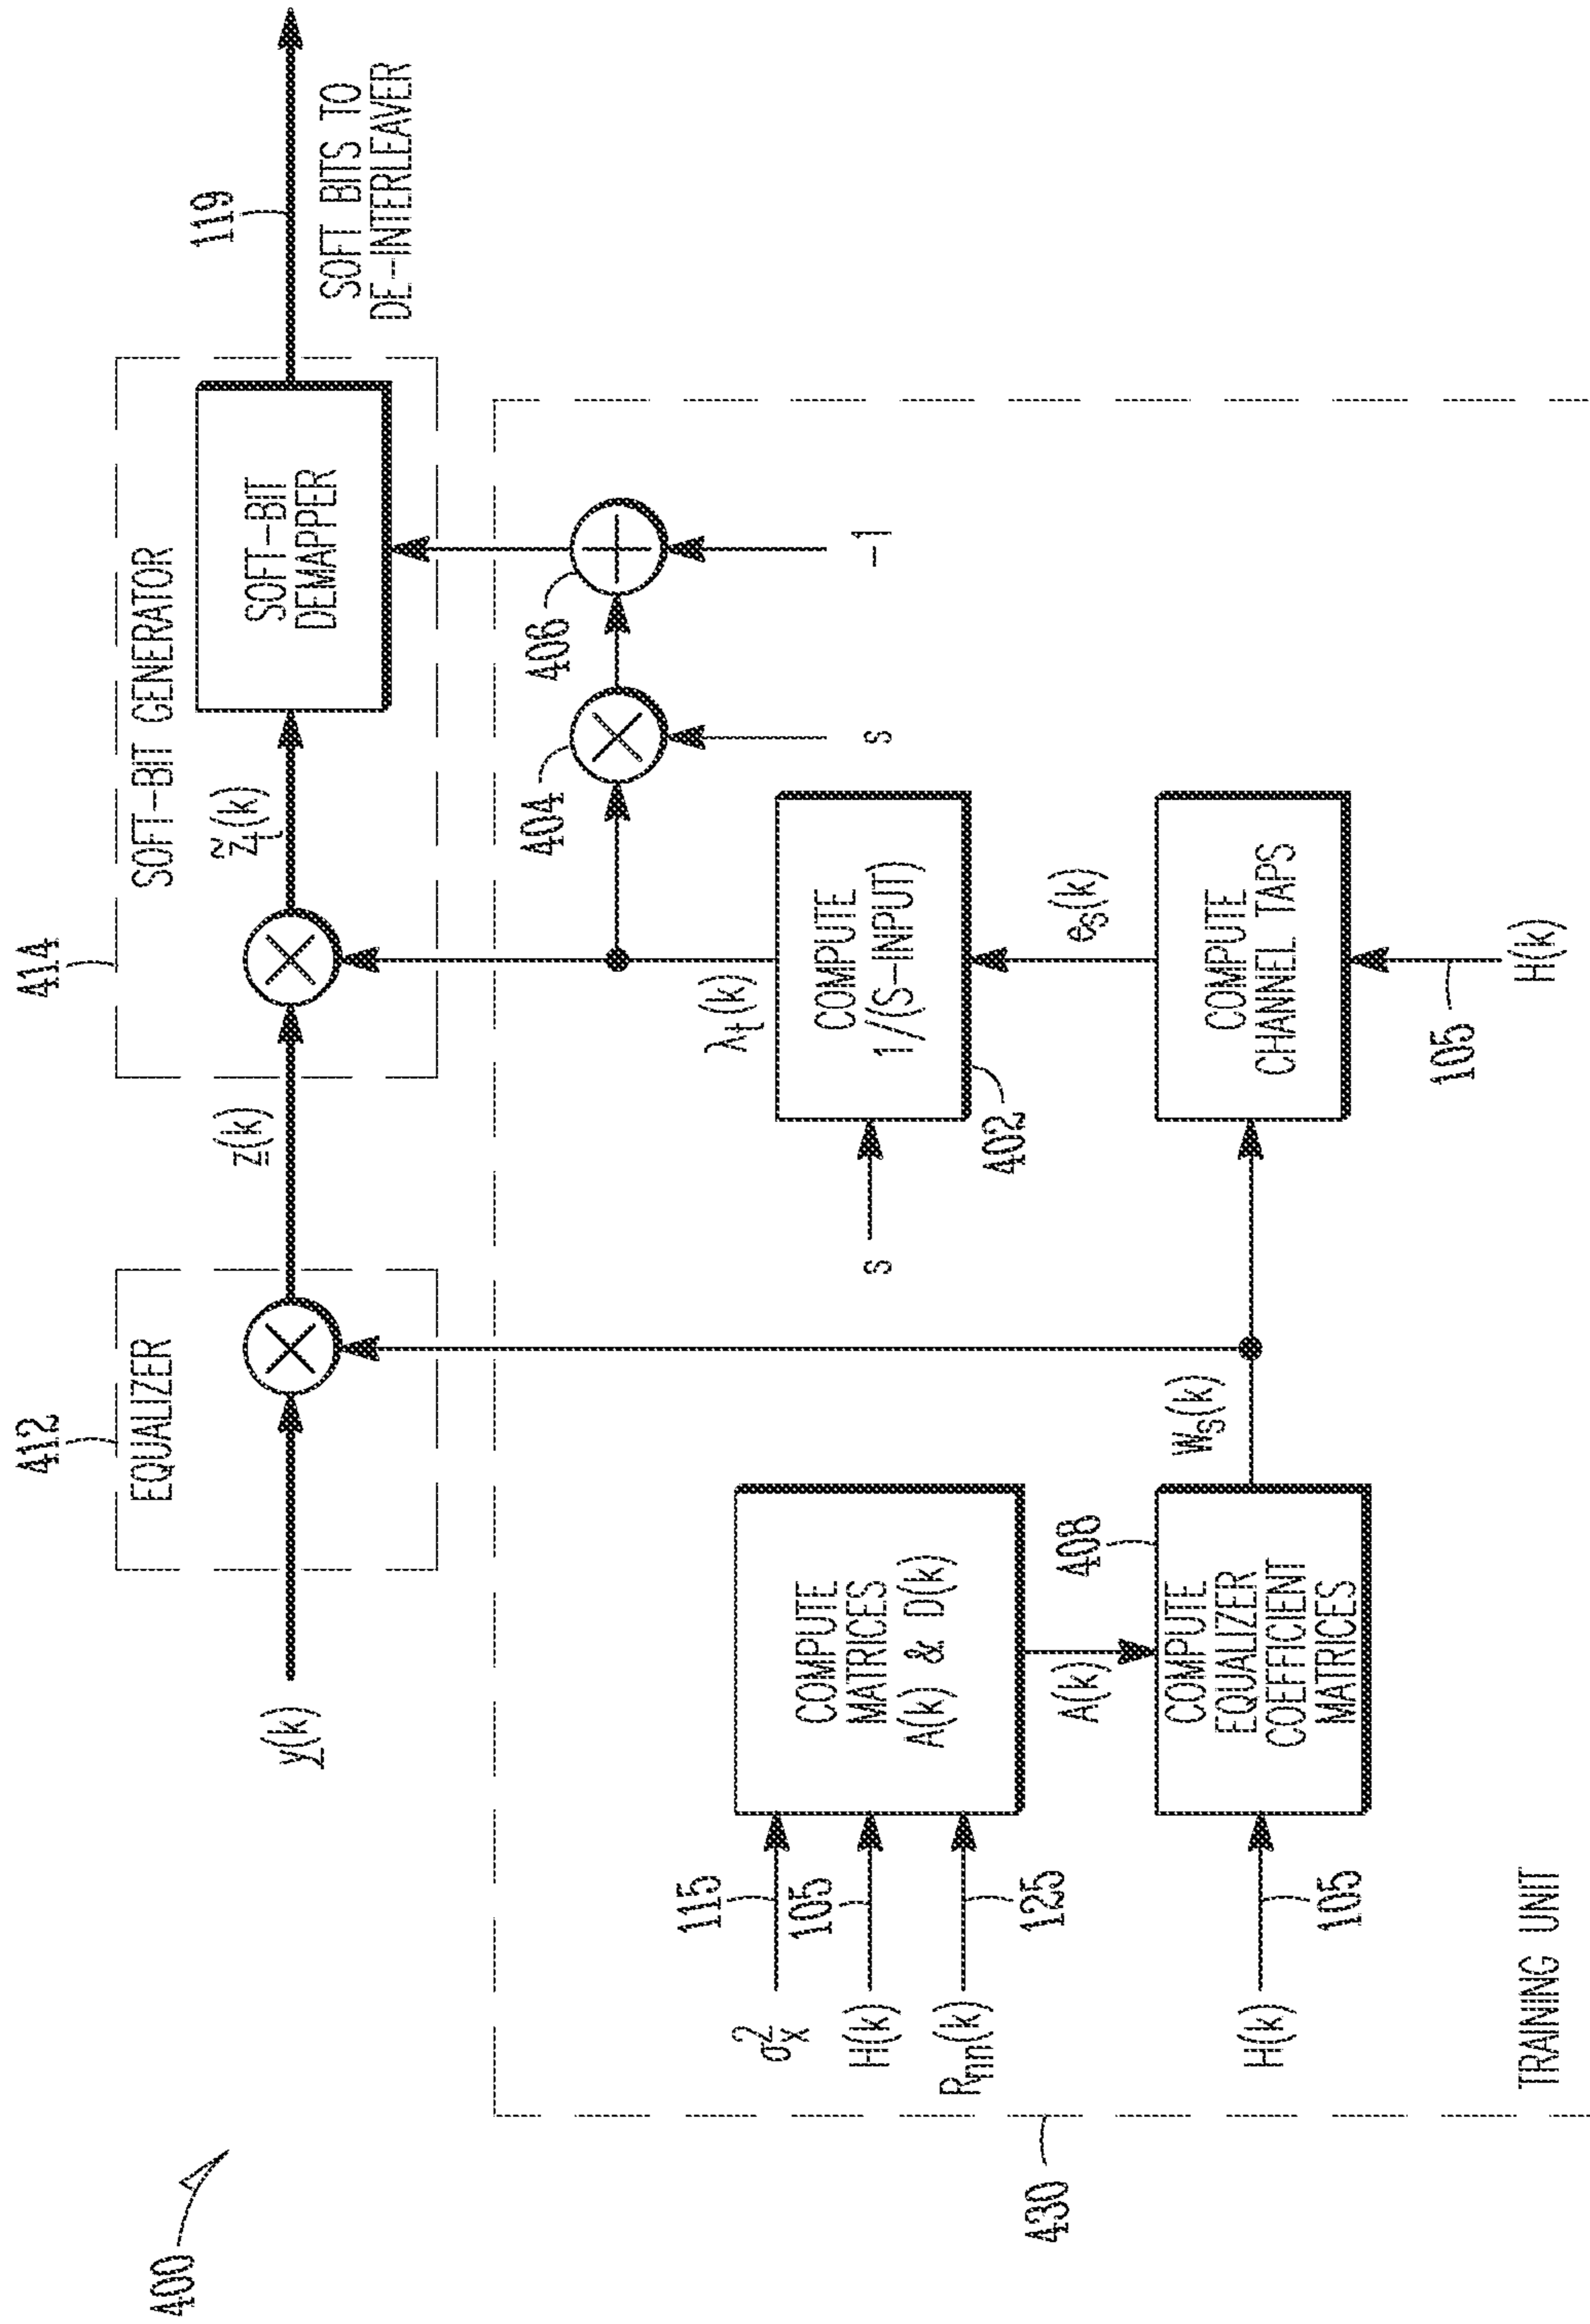 400
412
EQUALIZER
y(k)
z(k)
414
SOFT-BIT GENERATOR
z̃t(k)
SOFT-BIT
DEMAPPER
119
SOFT BITS TO
DE-INTERLEAVER
430
σ²x
115
H(k)
105
Rnn(k)
125
COMPUTE
MATRICES
A(k) & D(k)
A(k)
H(k)
105
408
COMPUTE
EQUALIZER
COEFFICIENT
MATRICES
Ws(k)
s
COMPUTE
1/(S-INPUT)
402
λt(k)
404
s
406
-1
es(k)
COMPUTE
CHANNEL TAPS
105
H(k)
TRAINING UNIT